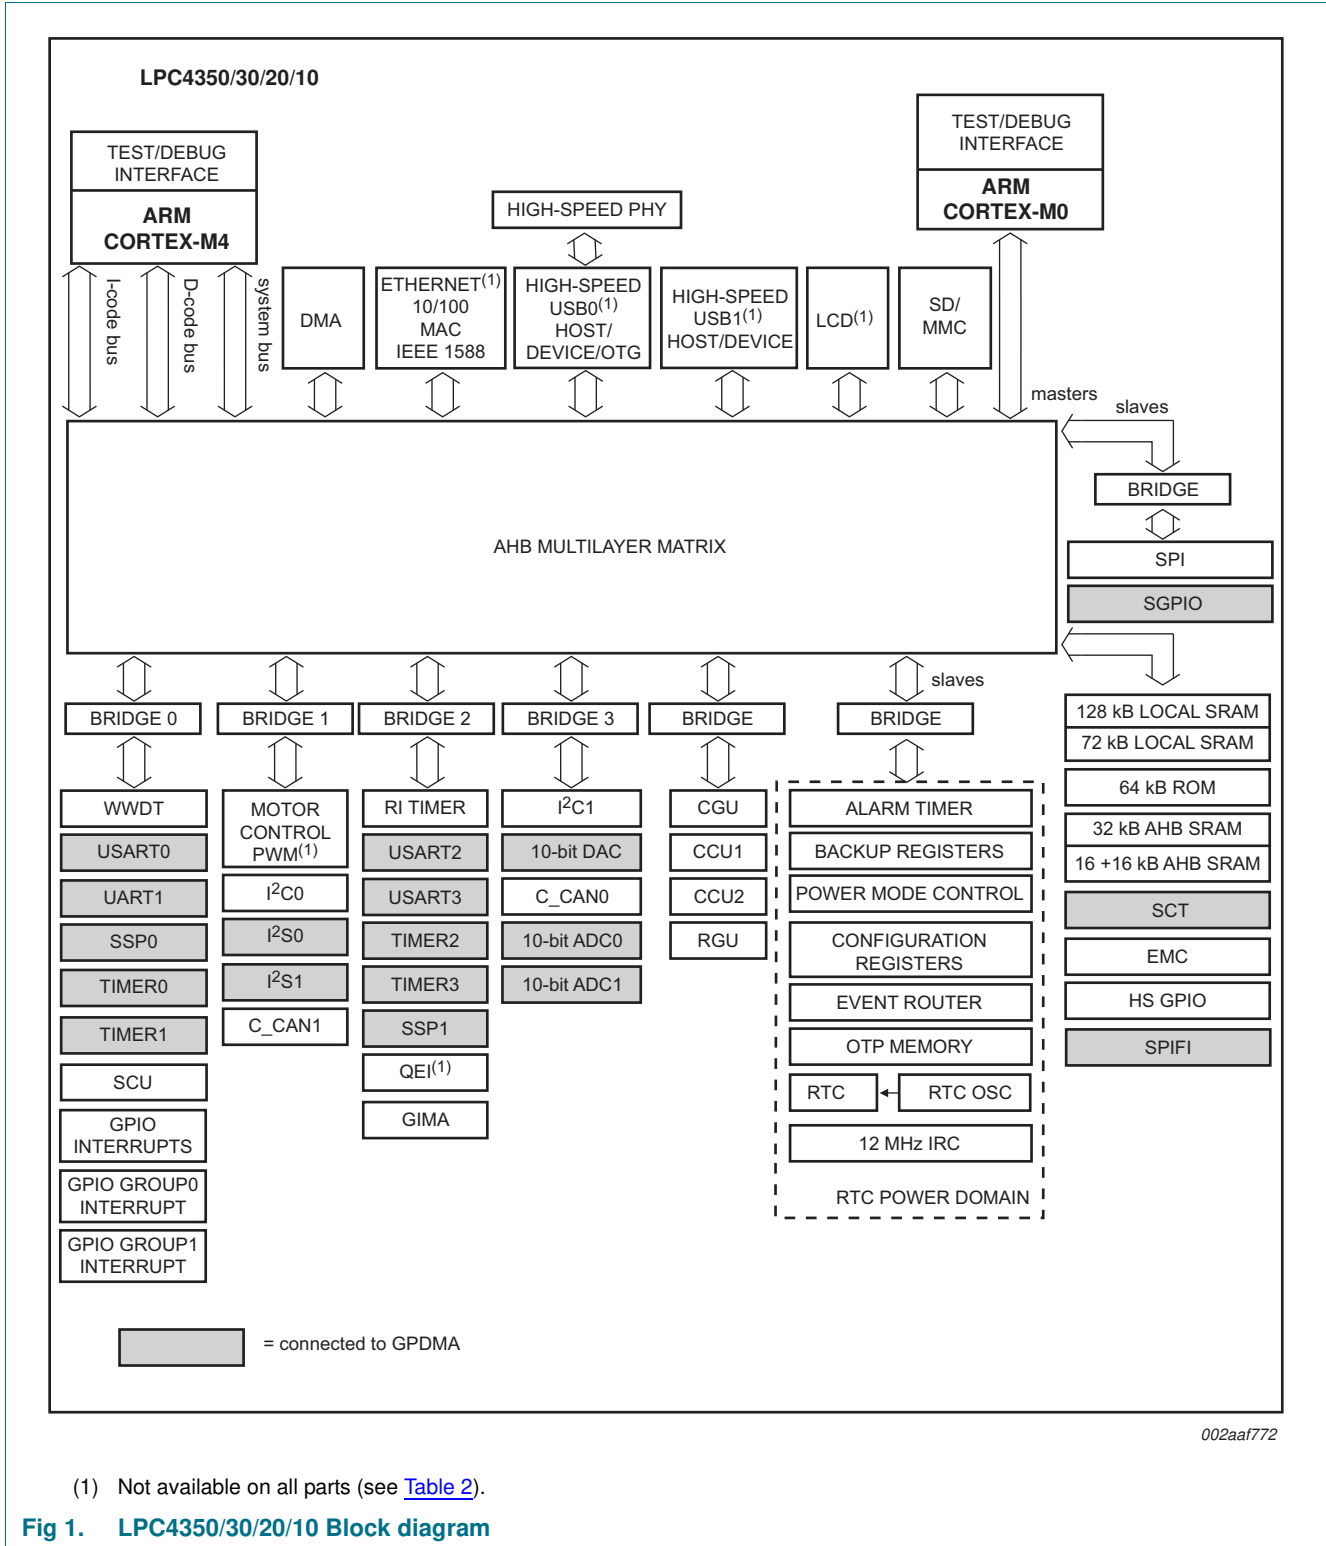 LPC4350/30/20/10
TEST/DEBUG
INTERFACE
ARM
CORTEX-M4
TEST/DEBUG
INTERFACE
ARM
CORTEX-M0
HIGH-SPEED PHY
I-code bus
D-code bus
system bus
DMA
ETHERNET(1)
10/100
MAC
IEEE 1588
HIGH-SPEED
USB0(1)
HOST/
DEVICE/OTG
HIGH-SPEED
USB1(1)
HOST/DEVICE
LCD(1)
SD/
MMC
masters
slaves
BRIDGE
SPI
SGPIO
AHB MULTILAYER MATRIX
slaves
BRIDGE 0
BRIDGE 1
BRIDGE 2
BRIDGE 3
BRIDGE
BRIDGE
WWDT
USART0
UART1
SSP0
TIMER0
TIMER1
SCU
GPIO
INTERRUPTS
GPIO GROUP0
INTERRUPT
GPIO GROUP1
INTERRUPT
MOTOR
CONTROL
PWM(1)
I2C0
I2S0
I2S1
C_CAN1
RI TIMER
USART2
USART3
TIMER2
TIMER3
SSP1
QEI(1)
GIMA
I2C1
10-bit DAC
C_CAN0
10-bit ADC0
10-bit ADC1
CGU
CCU1
CCU2
RGU
ALARM TIMER
BACKUP REGISTERS
POWER MODE CONTROL
CONFIGURATION
REGISTERS
EVENT ROUTER
OTP MEMORY
RTC
RTC OSC
12 MHz IRC
RTC POWER DOMAIN
128 kB LOCAL SRAM
72 kB LOCAL SRAM
64 kB ROM
32 kB AHB SRAM
16 +16 kB AHB SRAM
SCT
EMC
HS GPIO
SPIFI
= connected to GPDMA
002aaf772
(1) Not available on all parts (see Table 2).
Fig 1. LPC4350/30/20/10 Block diagram